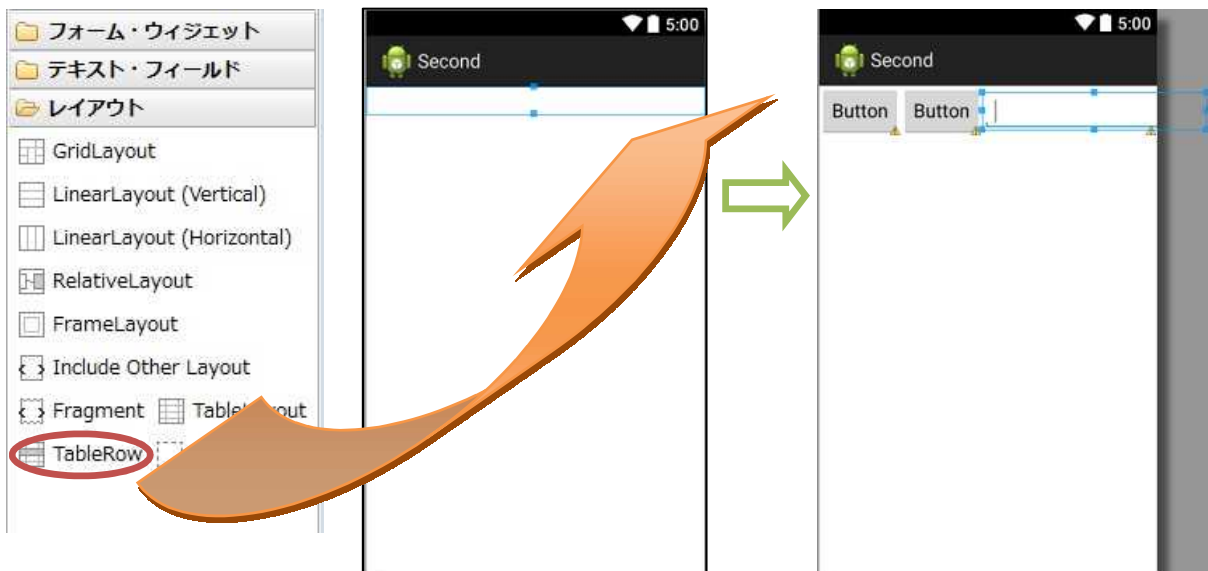 フォーム・ウィジェット
テキスト・フィールド
レイアウト
GridLayout
LinearLayout (Vertical)
LinearLayout (Horizontal)
RelativeLayout
FrameLayout
Include Other Layout
Fragment
TableRow
5:00
Second
5:00
Second
Button
Button